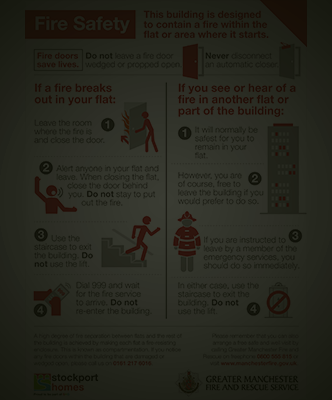 Fire Safety
This building is designed
to contain a fire within the
flat or area where it starts.
Fire doors
save lives.
Do not leave a fire door
wedged or propped open
Never disconnect
an automatic closer
If a fire breaks
out in your flat:
Leave the room
where the fire is
and close the door.
1
2
Alert anyone in your flat and
leave. When closing the flat,
close the door behind
you. Do not stay to put
out the fire.
3
Use the
staircase to exit
the building. Do
not use the lift.
4
Dial 999 and wait
for the fire service
to arrive. Do not
re-enter the building.
If you see or hear of a
fire in another flat or
part of the building:
1
It will normally be
safest for you to
remain in your
flat.
However, you are
of course, free to
leave the building if you
would prefer to do so.
2
3
If you are instructed to
leave by a member of the
emergency services, you
should do so immediately.
In either case, use the
staircase to exit the
building. Do not
use the lift.
4
stockport
homes
GREATER MANCHESTER
FIRE AND RESCUE SERVICE